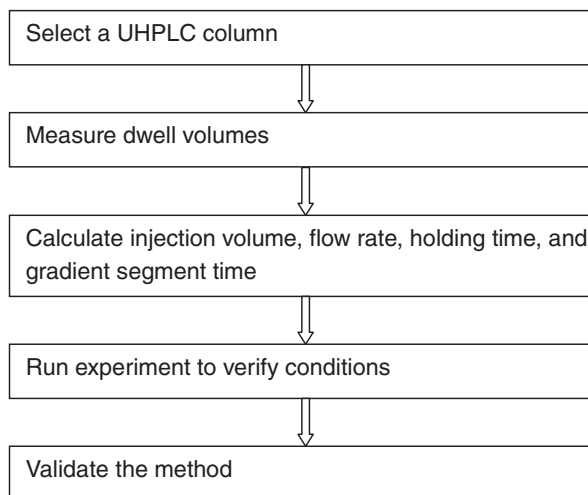 Select a UHPLC column
Measure dwell volumes
Calculate injection volume, flow rate, holding time, and
gradient segment time
Run experiment to verify conditions
Validate the method